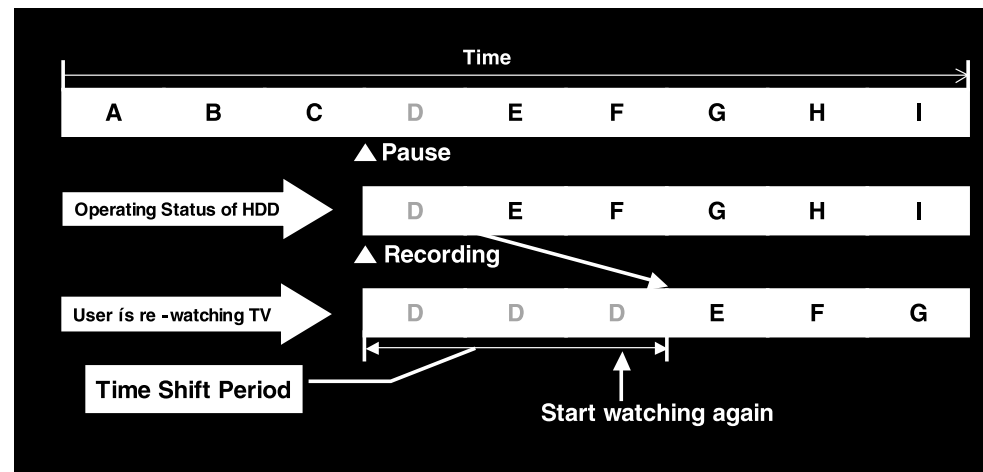 Time
A B C D E F G H I
Pause
Operating Status of HDD
D E F G H I
Recording
User ís re -watching TV
D D D E F G
Time Shift Period
Start watching again